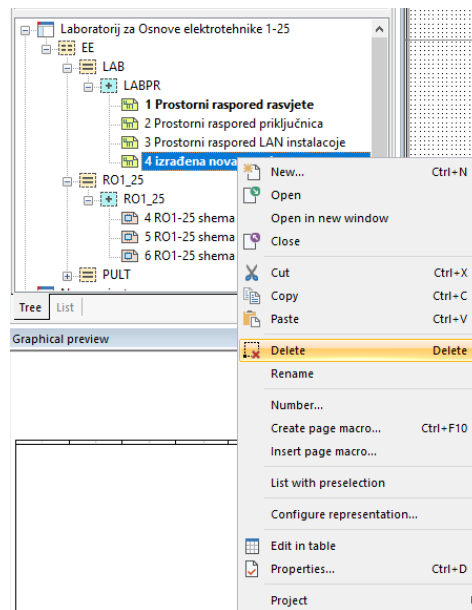 Laboratorij za Osnove elektrotehnike 1-25
EE
LAB
LABPR
1 Prostorni raspored rasvjete
2 Prostorni raspored priključnica
3 Prostorni raspored LAN instalacoje
4 izrađena nova
RO1_25
RO1_25
4 RO1-25 shema
5 RO1-25 shema
6 RO1-25 shema
PULT
Tree List
Graphical preview
New... Ctrl+N
Open
Open in new window
Close
Cut Ctrl+X
Copy Ctrl+C
Paste Ctrl+V
Delete Delete
Rename
Number...
Create page macro... Ctrl+F10
Insert page macro...
List with preselection
Configure representation...
Edit in table
Properties... Ctrl+D
Project